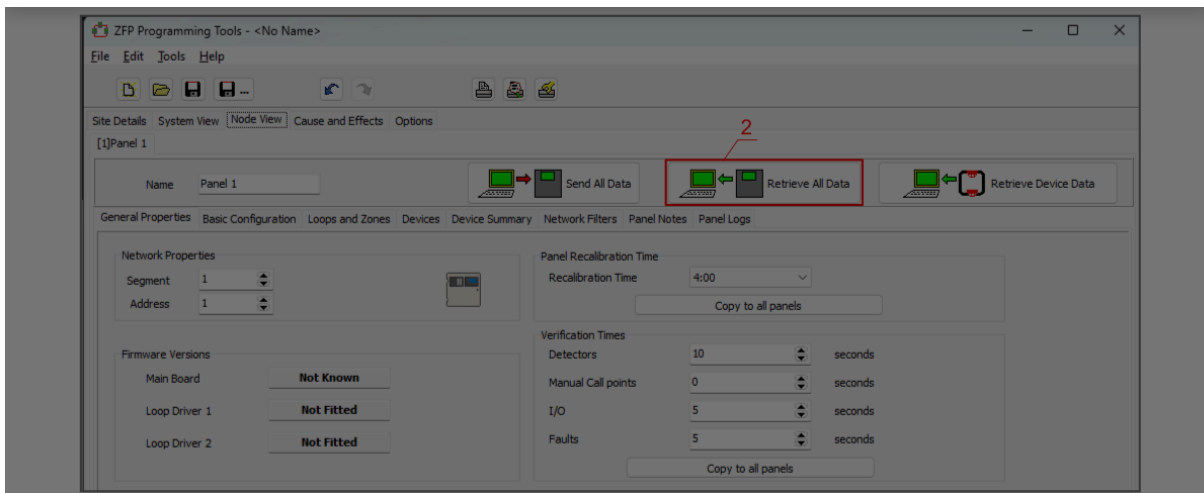 ZFP Programming Tools - <No Name>
File Edit Tools Help
Site Details System View Node View Cause and Effects Options
2
[1]Panel 1
Name Panel 1 Send All Data Retrieve All Data Retrieve Device Data
General Properties Basic Configuration Loops and Zones Devices Device Summary Network Filters Panel Notes Panel Logs
Network Properties
Segment 1
Address 1
Panel Recalibration Time
Recalibration Time 4:00
Copy to all panels
Firmware Versions
Main Board Not Known
Loop Driver 1 Not Fitted
Loop Driver 2 Not Fitted
Verification Times
Detectors 10 seconds
Manual Call points 0 seconds
I/O 5 seconds
Faults 5 seconds
Copy to all panels